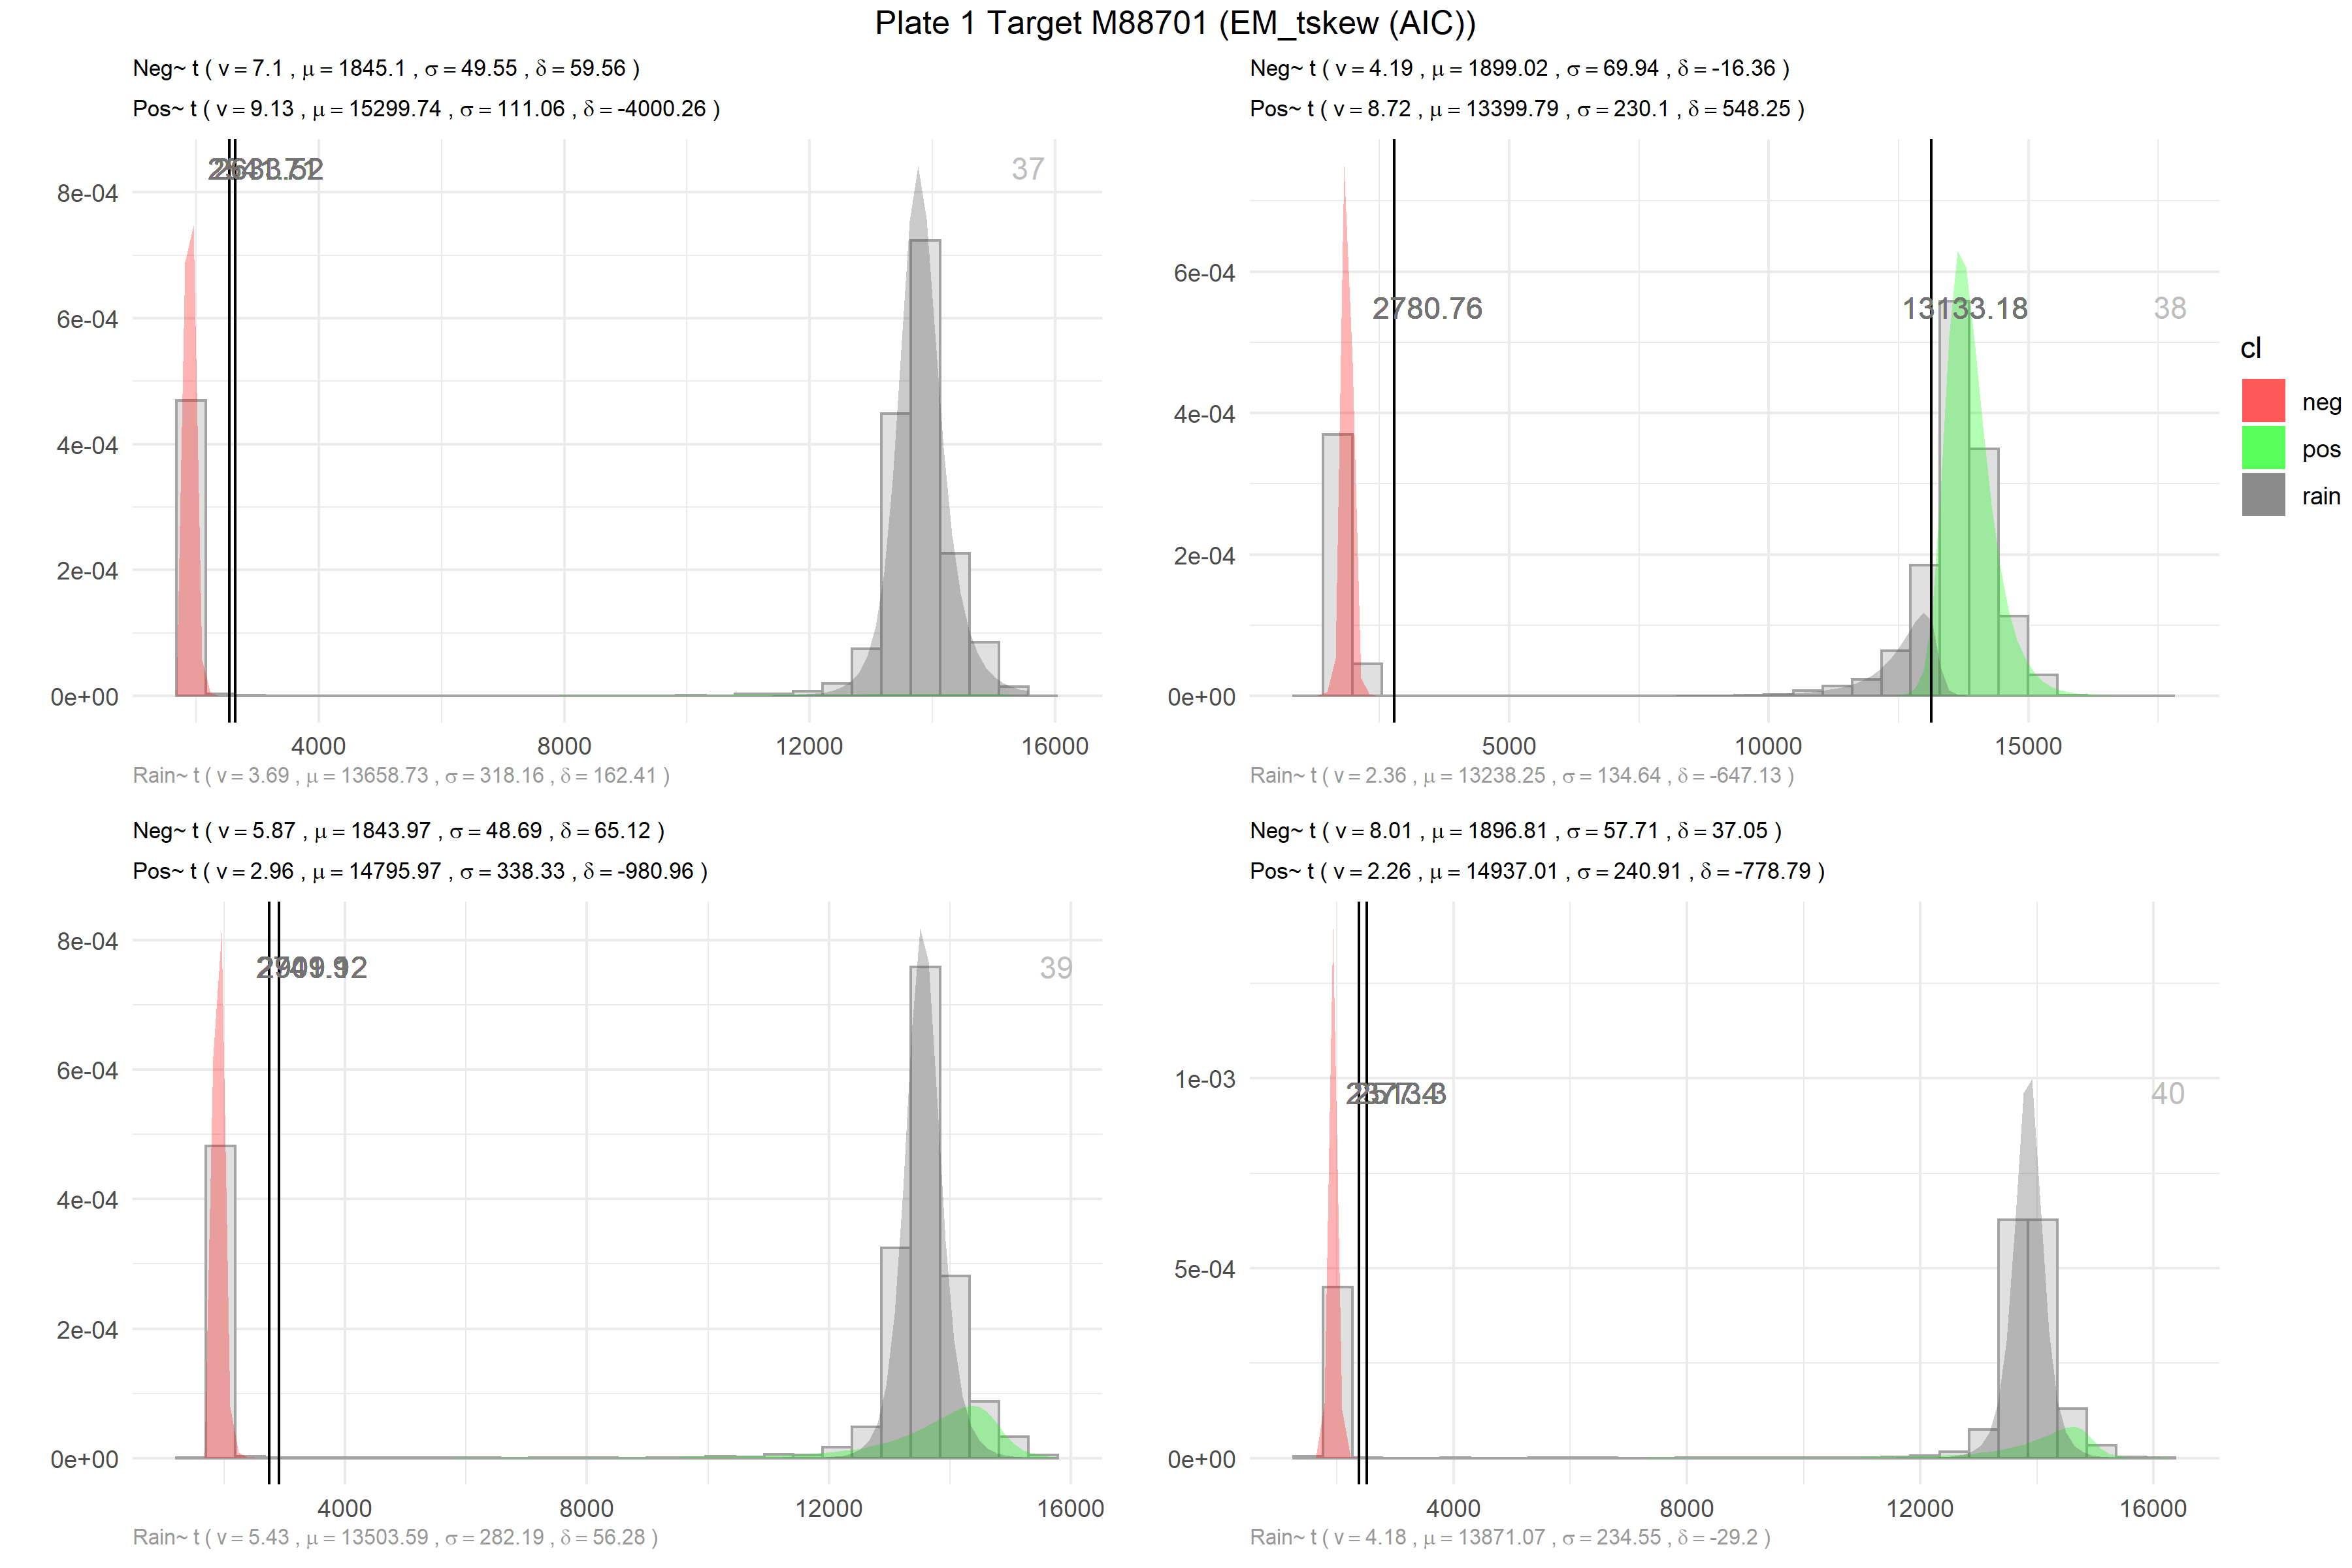 Plate 1 Target M88701 (EM_tskew (AIC))
Neg~ t ( v = 7.1 , μ = 1845.1 , σ = 49.55 , δ = 59.56 )
Pos~ t ( v = 9.13 , μ = 15299.74 , σ = 111.06 , δ = -4000.26 )
37
8e-04
6e-04
4e-04
2e-04
0e+00
4000 8000 12000 16000
Rain~ t ( v = 3.69 , μ = 13658.73 , σ = 318.16 , δ = 162.41 )
Neg~ t ( v = 4.19 , μ = 1899.02 , σ = 69.94 , δ = -16.36 )
Pos~ t ( v = 8.72 , μ = 13399.79 , σ = 230.1 , δ = 548.25 )
2780.76 13133.18 38
6e-04
4e-04
2e-04
0e+00
5000 10000 15000
Rain~ t ( v = 2.36 , μ = 13238.25 , σ = 134.64 , δ = -647.13 )
cl
neg
pos
rain
Neg~ t ( v = 5.87 , μ = 1843.97 , σ = 48.69 , δ = 65.12 )
Pos~ t ( v = 2.96 , μ = 14795.97 , σ = 338.33 , δ = -980.96 )
39
8e-04
6e-04
4e-04
2e-04
0e+00
4000 8000 12000 16000
Rain~ t ( v = 5.43 , μ = 13503.59 , σ = 282.19 , δ = 56.28 )
Neg~ t ( v = 8.01 , μ = 1896.81 , σ = 57.71 , δ = 37.05 )
Pos~ t ( v = 2.26 , μ = 14937.01 , σ = 240.91 , δ = -778.79 )
40
1e-03
5e-04
0e+00
4000 8000 12000 16000
Rain~ t ( v = 4.18 , μ = 13871.07 , σ = 234.55 , δ = -29.2 )